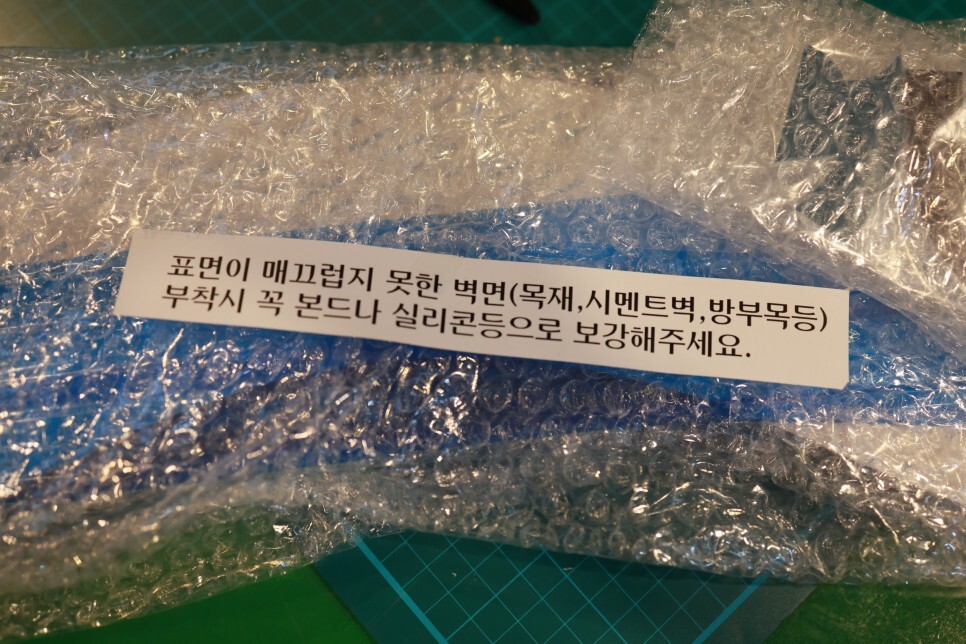 표면이 매끄럽지 못한 벽면(목재,시멘트벽,방부목등)
부착시 꼭 본드나 실리콘등으로 보강해주세요.